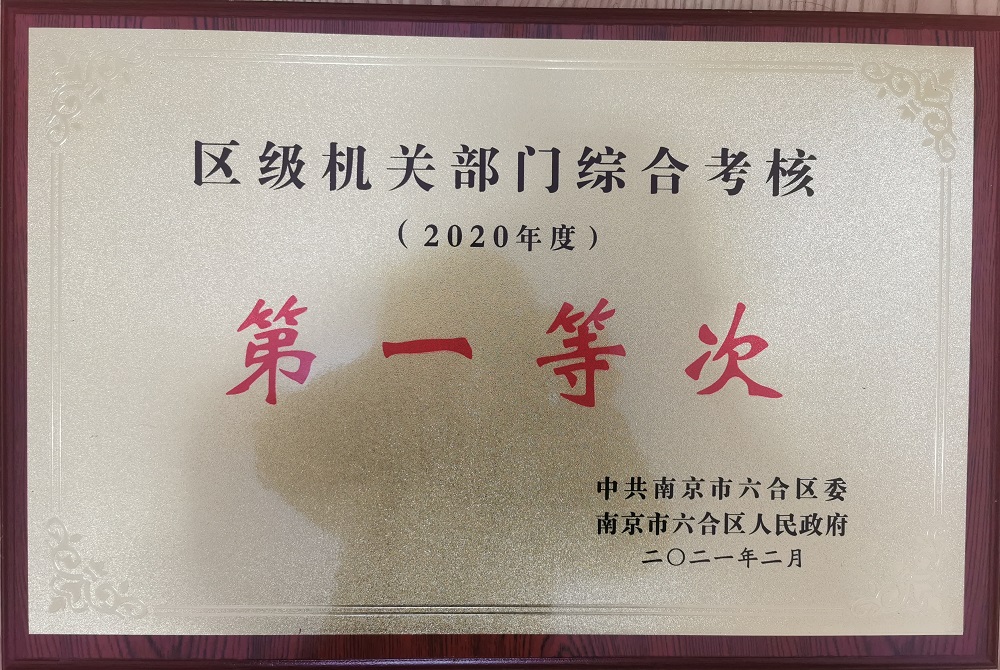 区级机关部门综合考核
（2020年度）
第一等次
中共南京市六合区委
南京市六合区人民政府
二〇二一年二月